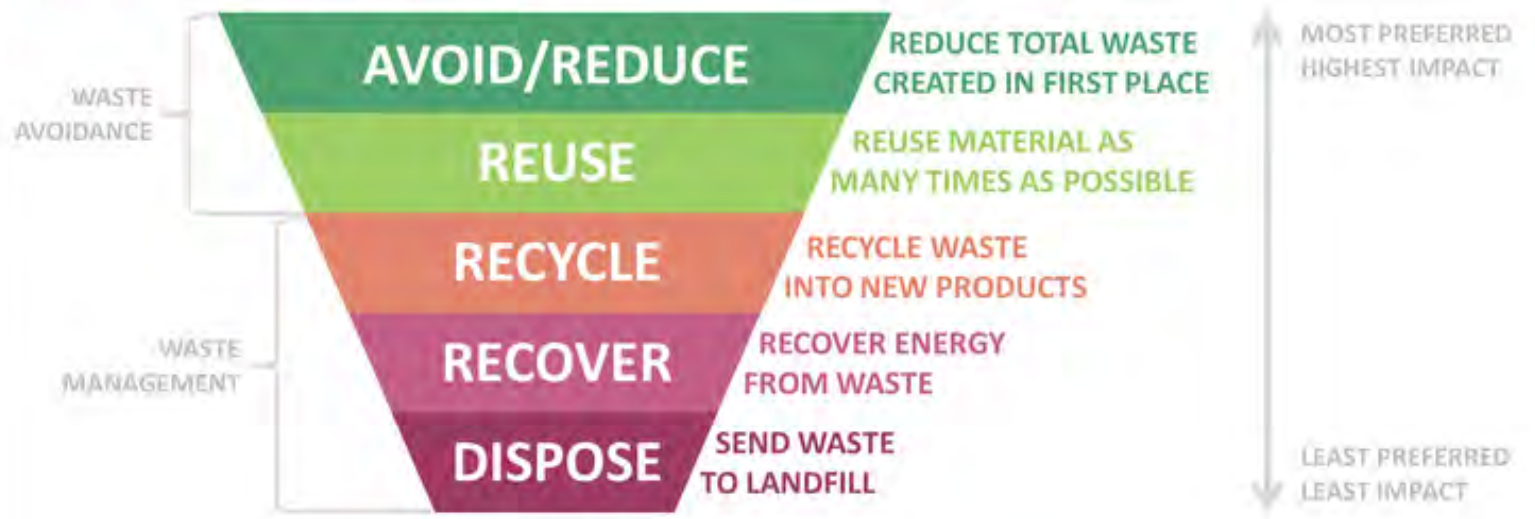 WASTE
AVOIDANCE
AVOID/REDUCE
REDUCE TOTAL WASTE
CREATED IN FIRST PLACE
MOST PREFERRED
HIGHEST IMPACT
REUSE
REUSE MATERIAL AS
MANY TIMES AS POSSIBLE
RECYCLE
RECYCLE WASTE
INTO NEW PRODUCTS
WASTE
MANAGEMENT
RECOVER
RECOVER ENERGY
FROM WASTE
DISPOSE
SEND WASTE
TO LANDFILL
LEAST PREFERRED
LEAST IMPACT